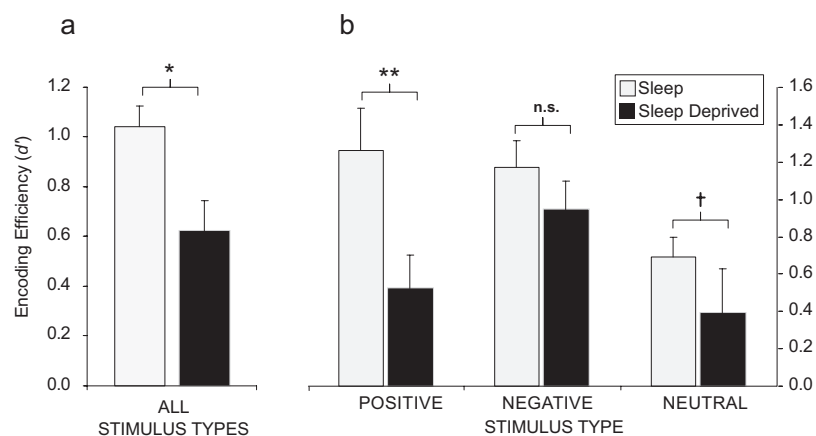 a
b
Encoding Efficiency (d')
1.2
1.0
0.8
0.6
0.4
0.2
0.0
*
ALL
STIMULUS TYPES
**
n.s.
†
Sleep
Sleep Deprived
1.6
1.4
1.2
1.0
0.8
0.6
0.4
0.2
0.0
POSITIVE
NEGATIVE
NEUTRAL
STIMULUS TYPE